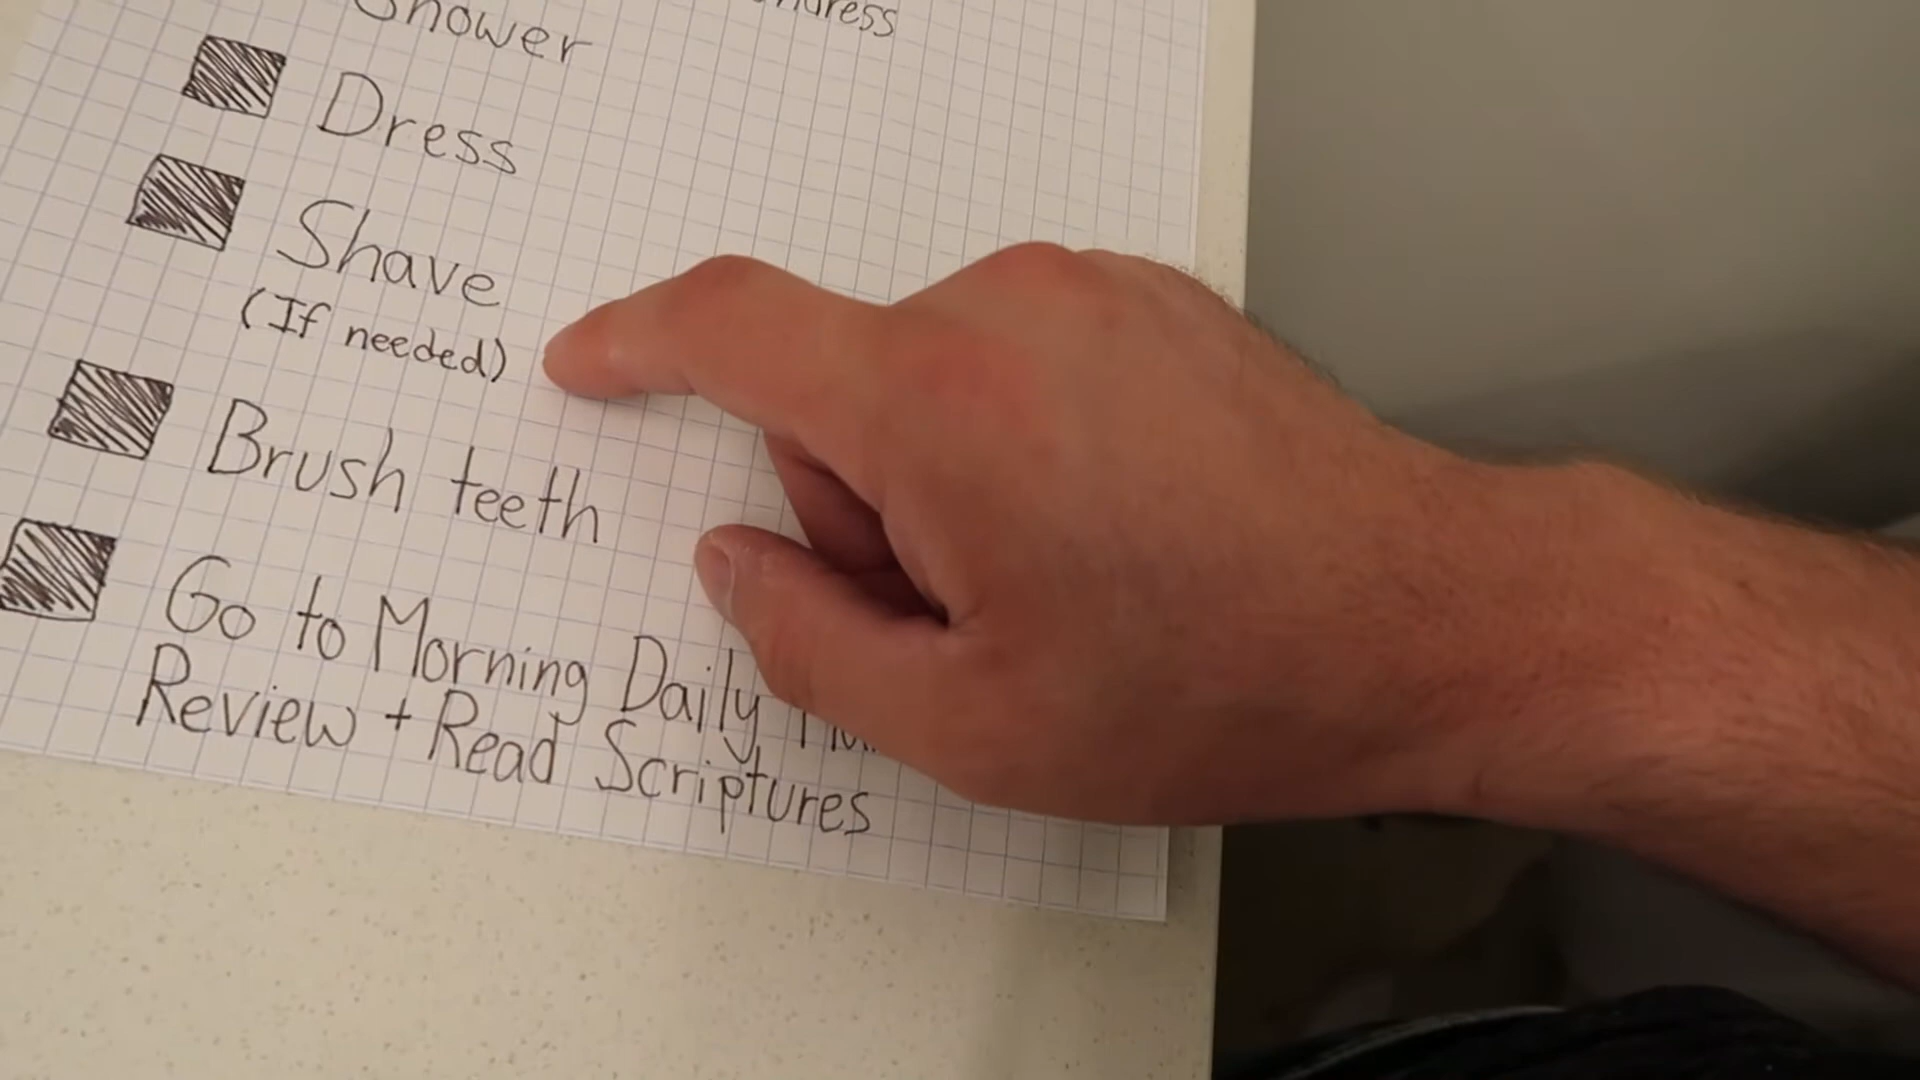 Shower
Dress
Shave
(If needed)
Brush teeth
Go to Morning Daily
Review + Read Scriptures